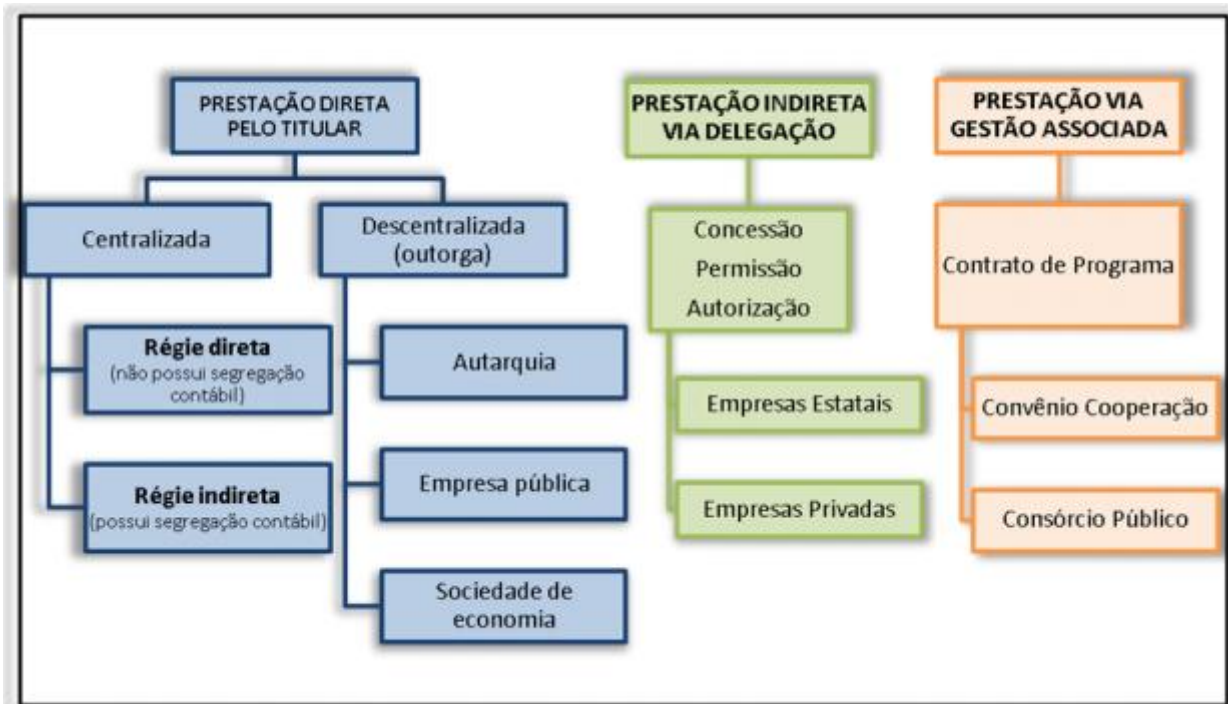 PRESTAÇÃO DIRETA
PELO TITULAR
Centralizada
Régie direta
(não possui segregação
contábil)
Régie indireta
(possui segregação contábil)
Descentralizada
(outorga)
Autarquia
Empresa pública
Sociedade de
economia
PRESTAÇÃO INDIRETA
VIA DELEGAÇÃO
Concessão
Permissão
Autorização
Empresas Estatais
Empresas Privadas
PRESTAÇÃO VIA
GESTÃO ASSOCIADA
Contrato de Programa
Convênio Cooperação
Consórcio Público